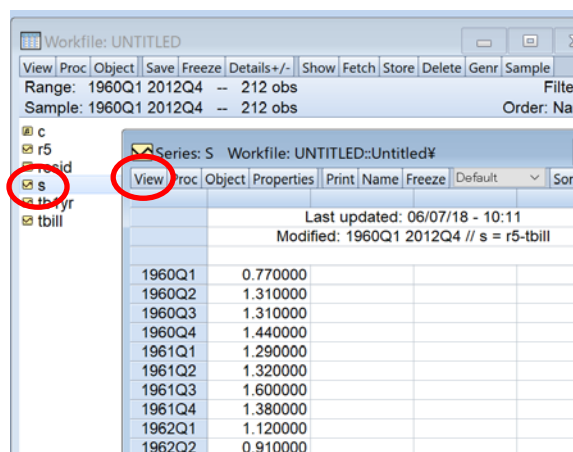 Workfile: UNTITLED
View Proc Object Save Freeze Details+/- Show Fetch Store Delete Genr Sample
Range: 1960Q1 2012Q4 -- 212 obs
Sample: 1960Q1 2012Q4 -- 212 obs Order:
c
r5
resid
s
tb1yr
tbill
Series: S Workfile: UNTITLED::Untitled¥
View Proc Object Properties Print Name Freeze Default
Last updated: 06/07/18 - 10:11
Modified: 1960Q1 2012Q4 // s = r5-tbill
1960Q1 0.770000
1960Q2 1.310000
1960Q3 1.310000
1960Q4 1.440000
1961Q1 1.290000
1961Q2 1.320000
1961Q3 1.600000
1961Q4 1.380000
1962Q1 1.120000
1962Q2 0.910000